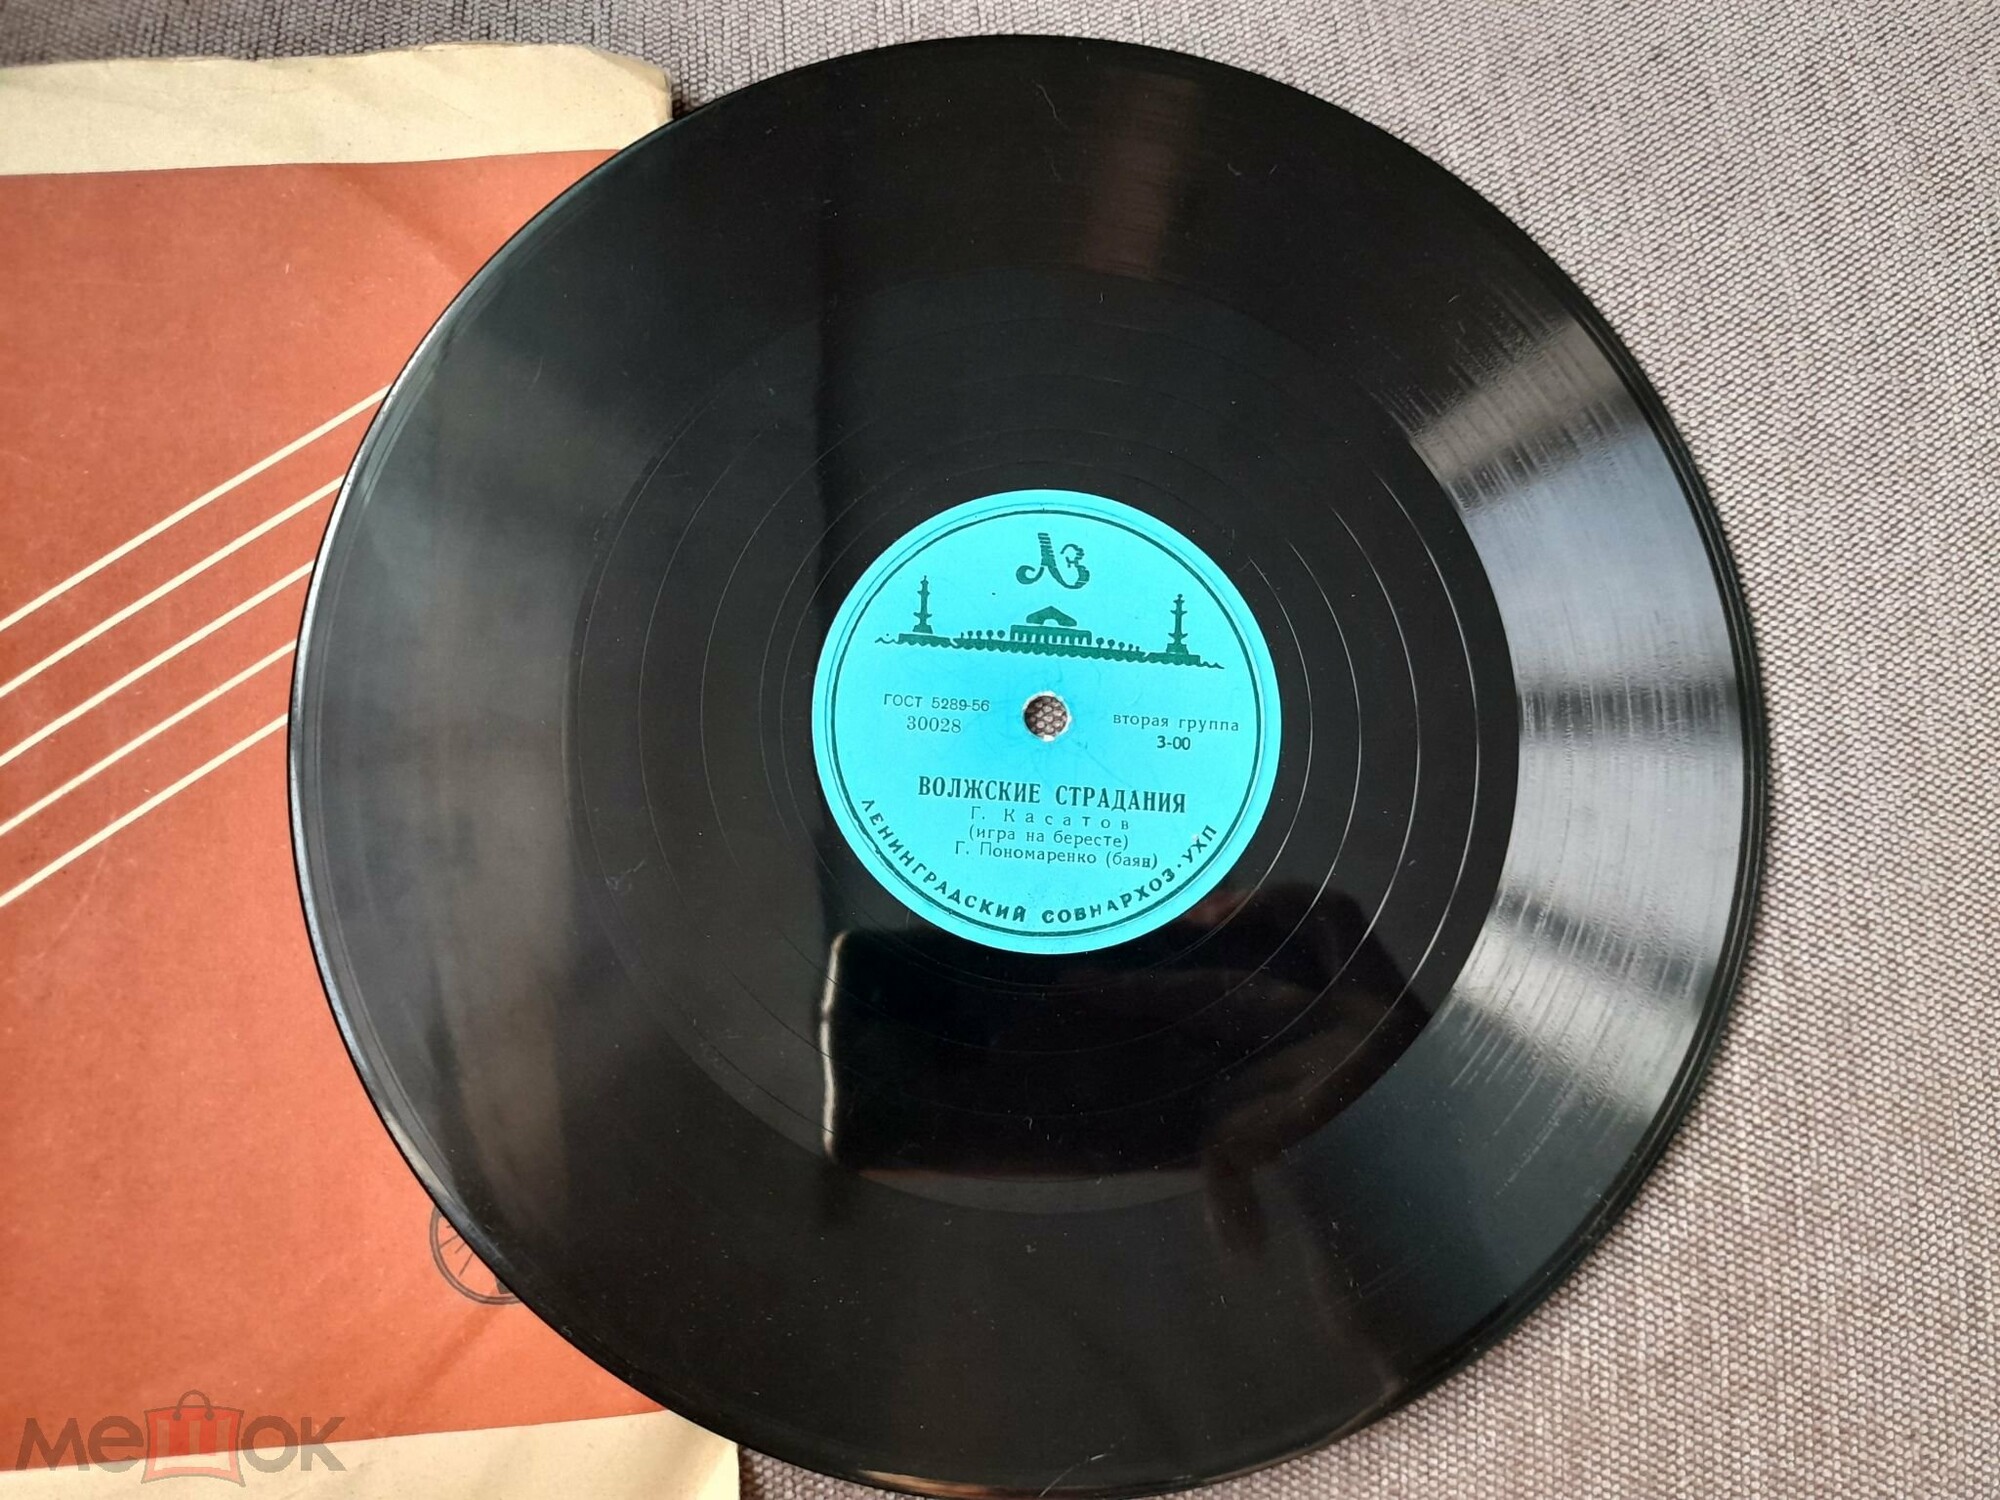 ЛЗ
ГОСТ 5289-56
30028
вторая группа
3-00
ВОЛЖСКИЕ СТРАДАНИЯ
Г. Касатов
(игра на бересте)
Г. Пономаренко (баян)
ЛЕНИНГРАДСКИЙ СОВНАРХОЗ·УХП
мешок